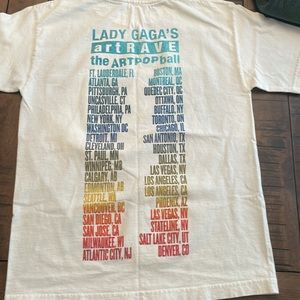 LADY GAGA'S
artRAVE
the ARTPOP ball
FT. LAUDERDALE, FL
ATLANTA, GA
PITTSBURGH, PA
UNCASVILLE, CT
PHILADELPHIA, PA
NEW YORK, NY
WASHINGTON DC
DETROIT, MI
CLEVELAND, OH
ST. PAUL, MN
WINNIPEG, MB
CALGARY, AB
EDMONTON, AB
SEATTLE, WA
VANCOUVER, BC
SAN DIEGO, CA
SAN JOSE, CA
MILWAUKEE, WI
ATLANTIC CITY, NJ
BOSTON, MA
MONTREAL, QC
QUEBEC CITY, QC
OTTAWA, ON
BUFFALO, NY
TORONTO, ON
CHICAGO, IL
SAN ANTONIO, TX
HOUSTON, TX
DALLAS, TX
LAS VEGAS, NV
LOS ANGELES, CA
LOS ANGELES, CA
PHOENIX, AZ
LAS VEGAS, NV
STATELINE, NV
SALT LAKE CITY, UT
DENVER, CO